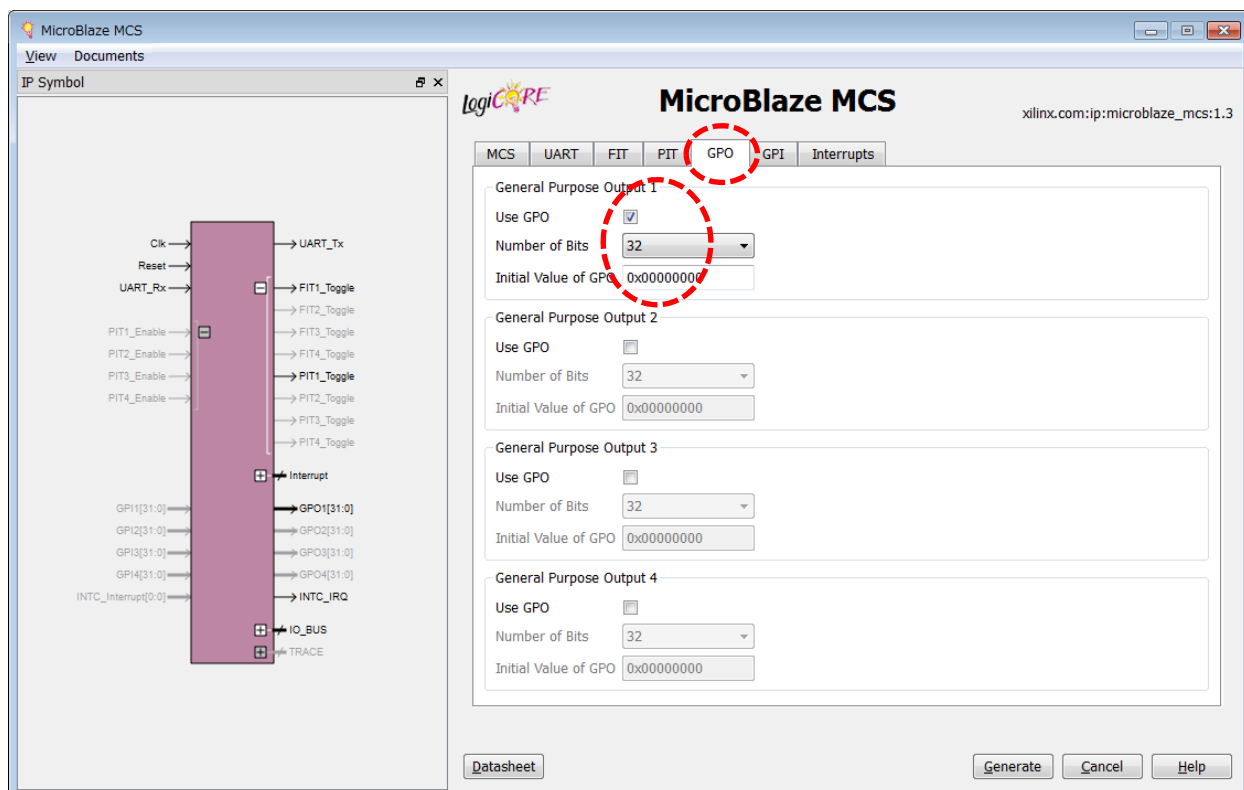 MicroBlaze MCS
View Documents
IP Symbol
Clk
Reset
UART_Rx
PIT1_Enable
PIT2_Enable
PIT3_Enable
PIT4_Enable
GPI1[31:0]
GPI2[31:0]
GPI3[31:0]
GPI4[31:0]
INTC_Interrupt[0:0]
UART_Tx
FIT1_Toggle
FIT2_Toggle
FIT3_Toggle
FIT4_Toggle
PIT1_Toggle
PIT2_Toggle
PIT3_Toggle
PIT4_Toggle
Interrupt
GPO1[31:0]
GPO2[31:0]
GPO3[31:0]
GPO4[31:0]
INTC_IRQ
IO_BUS
TRACE
LogiCORE
MicroBlaze MCS
xilinx.com:ip:microblaze_mcs:1.3
MCS UART FIT PIT GPO GPI Interrupts
General Purpose Output 1
Use GPO
Number of Bits 32
Initial Value of GPO 0x00000000
General Purpose Output 2
Use GPO
Number of Bits 32
Initial Value of GPO 0x00000000
General Purpose Output 3
Use GPO
Number of Bits 32
Initial Value of GPO 0x00000000
General Purpose Output 4
Use GPO
Number of Bits 32
Initial Value of GPO 0x00000000
Datasheet Generate Cancel Help